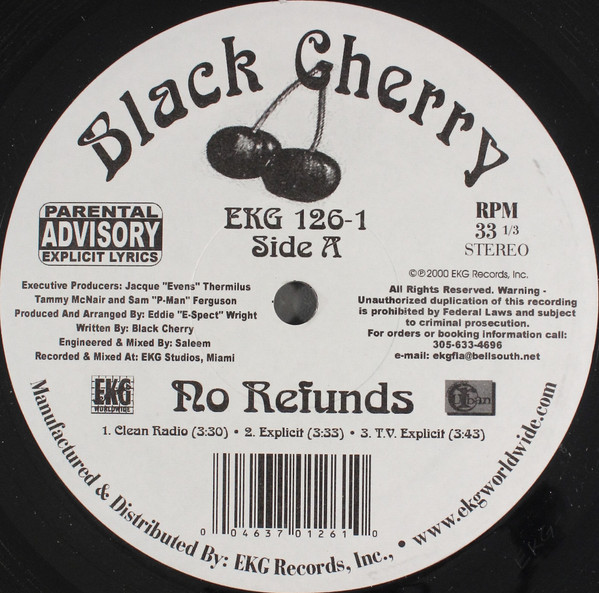 Black Cherry
EKG 126-1
Side A
PARENTAL
ADVISORY
EXPLICIT LYRICS
RPM
33 1/3
STEREO
Executive Producers: Jacque "Evens" Thermilus
Tammy McNair and Sam "P-Man" Ferguson
Produced And Arranged By: Eddie "E-Spect" Wright
Written By: Black Cherry
Engineered & Mixed By: Saleem
Recorded & Mixed At: EKG Studios, Miami
©℗2000 EKG Records, Inc.
All Rights Reserved. Warning -
Unauthorized duplication of this recording
is prohibited by Federal Laws and subject
to criminal prosecution.
For orders or booking information call:
305-633-4696
e-mail: ekgfla@bellsouth.net
EKG
WORLDWIDE
No Refunds
1. Clean Radio (3:30) • 2. Explicit (3:33) • 3. T.V. Explicit (3:43)
0 04637 01261 0
Manufactured & Distributed By: EKG Records, Inc., • www.ekgworldwide.com